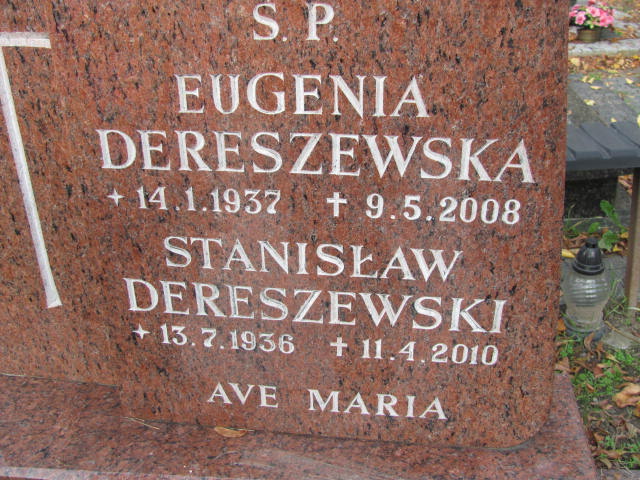 Ś. P.
EUGENIA
DERESZEWSKA
+ 14.1.1937 † 9.5.2008
STANISŁAW
DERESZEWSKI
+ 13.7.1936 † 11.4.2010
AVE MARIA